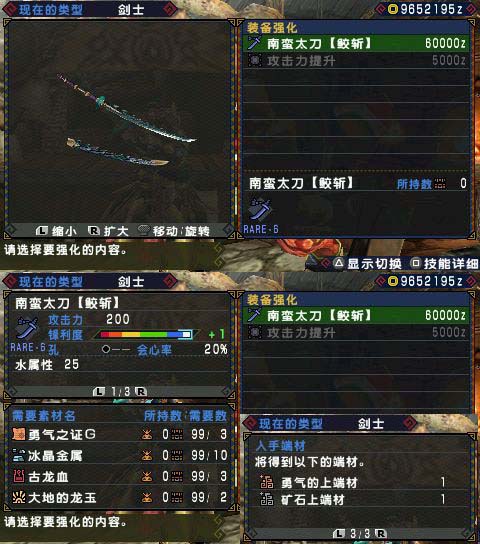 现在的类型 剑士
9652195z
装备强化
南蛮太刀【鲛斩】 60000z
攻击力提升 5000z
南蛮太刀【鲛斩】 所持数 0
RARE-6
L 缩小 R 扩大 移动/旋转
请选择要强化的内容。
△显示切换 □技能详细
现在的类型 剑士
9652195z
南蛮太刀【鲛斩】
攻击力 200
锋利度 +1
RARE-6
孔 ●—— 会心率 20%
水属性 25
L 1/3 R
装备强化
南蛮太刀【鲛斩】 60000z
攻击力提升 5000z
需要素材名 所持数/需要数
勇气之证G 0 99/ 3
冰晶金属 0 99/10
古龙血 0 99/ 3
大地的龙玉 0 99/ 2
请选择要强化的内容。
现在的类型 剑士
入手端材
将得到以下的端材。
勇气的上端材 1
矿石上端材 1
L 3/3 R